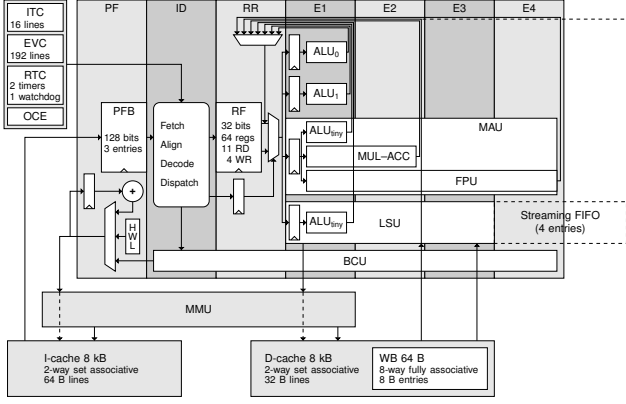 ITC
16 lines
EVC
192 lines
RTC
2 timers
1 watchdog
OCE
PF
ID
RR
E1
E2
E3
E4
PFB
128 bits
3 entries
Fetch
Align
Decode
Dispatch
RF
32 bits
64 regs
11 RD
4 WR
ALU0
ALU1
ALUtiny
MAU
MUL–ACC
FPU
ALUtiny
LSU
Streaming FIFO
(4 entries)
+
H
W
L
BCU
MMU
I-cache 8 kB
2-way set associative
64 B lines
D-cache 8 kB
2-way set associative
32 B lines
WB 64 B
8-way fully associative
8 B entries